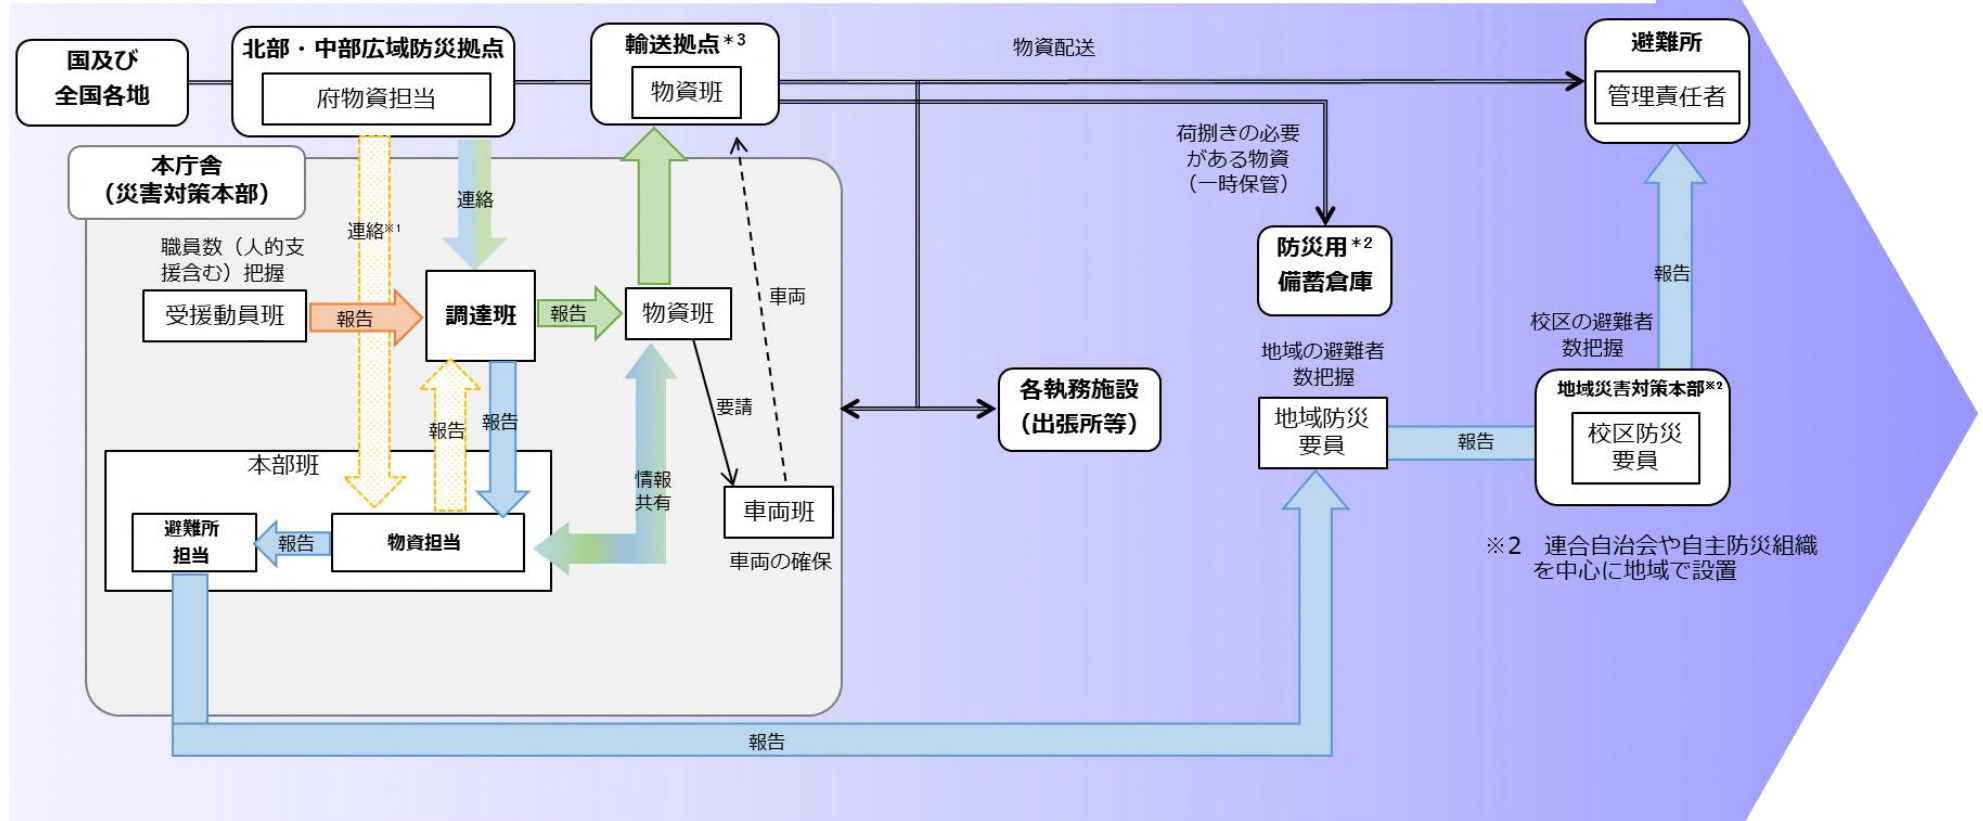 国及び
全国各地
北部・中部広域防災拠点
府物資担当
輸送拠点*3
物資班
物資配送
避難所
管理責任者
荷捌きの必要
がある物資
（一時保管）
本庁舎
（災害対策本部）
連絡※1
連絡
車両
職員数（人的支
援含む）把握
受援動員班
報告
調達班
報告
物資班
防災用*2
備蓄倉庫
報告
校区の避難者
数把握
地域の避難者
数把握
各執務施設
（出張所等）
地域防災
要員
報告
地域災害対策本部※2
校区防災
要員
要請
報告
報告
本部班
情報
共有
車両班
車両の確保
避難所
担当
報告
物資担当
※2　連合自治会や自主防災組織
を中心に地域で設置
報告